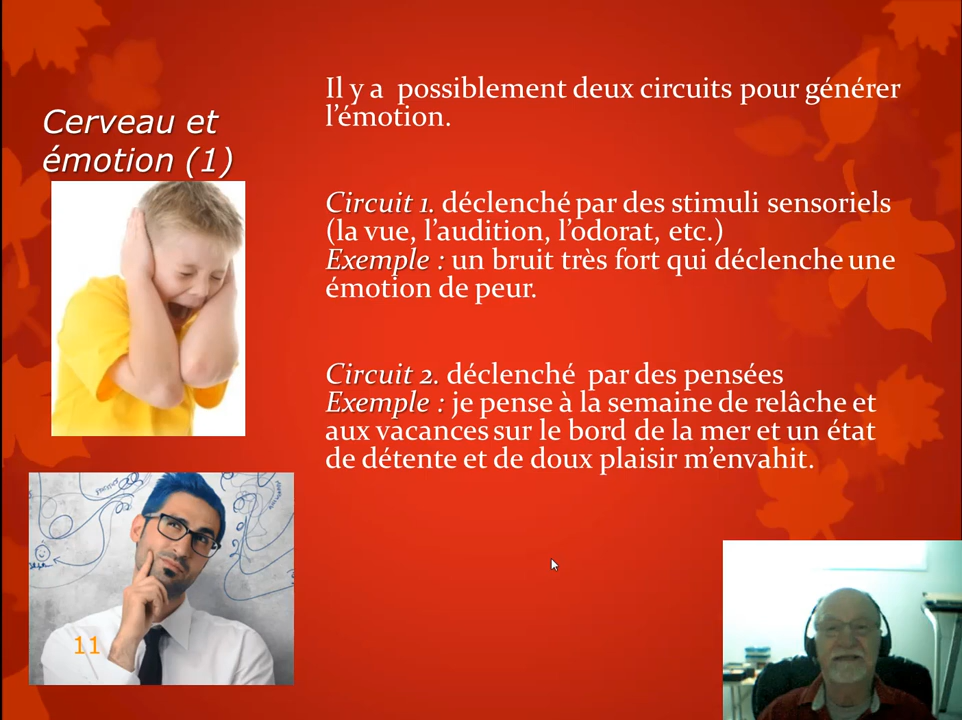 Cerveau et
émotion (1)
Il y a possiblement deux circuits pour générer
l’émotion.
Circuit 1. déclenché par des stimuli sensoriels
(la vue, l’audition, l’odorat, etc.)
Exemple : un bruit très fort qui déclenche une
émotion de peur.
Circuit 2. déclenché par des pensées
Exemple : je pense à la semaine de relâche et
aux vacances sur le bord de la mer et un état
de détente et de doux plaisir m’envahit.
11